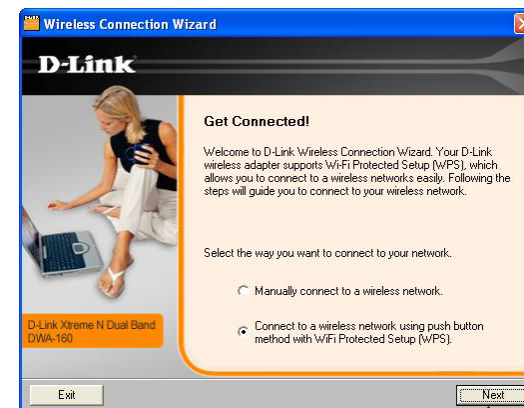 Wireless Connection Wizard
D-Link
Get Connected!
Welcome to D-Link Wireless Connection Wizard. Your D-Link
wireless adapter supports Wi-Fi Protected Setup (WPS), which
allows you to connect to a wireless networks easily. Following the
steps will guide you to connect to your wireless network.
Select the way you want to connect to your network.
Manually connect to a wireless network.
Connect to a wireless network using push button
method with WiFi Protected Setup (WPS).
D-Link Xtreme N Dual Band
DWA-160
Exit
Next